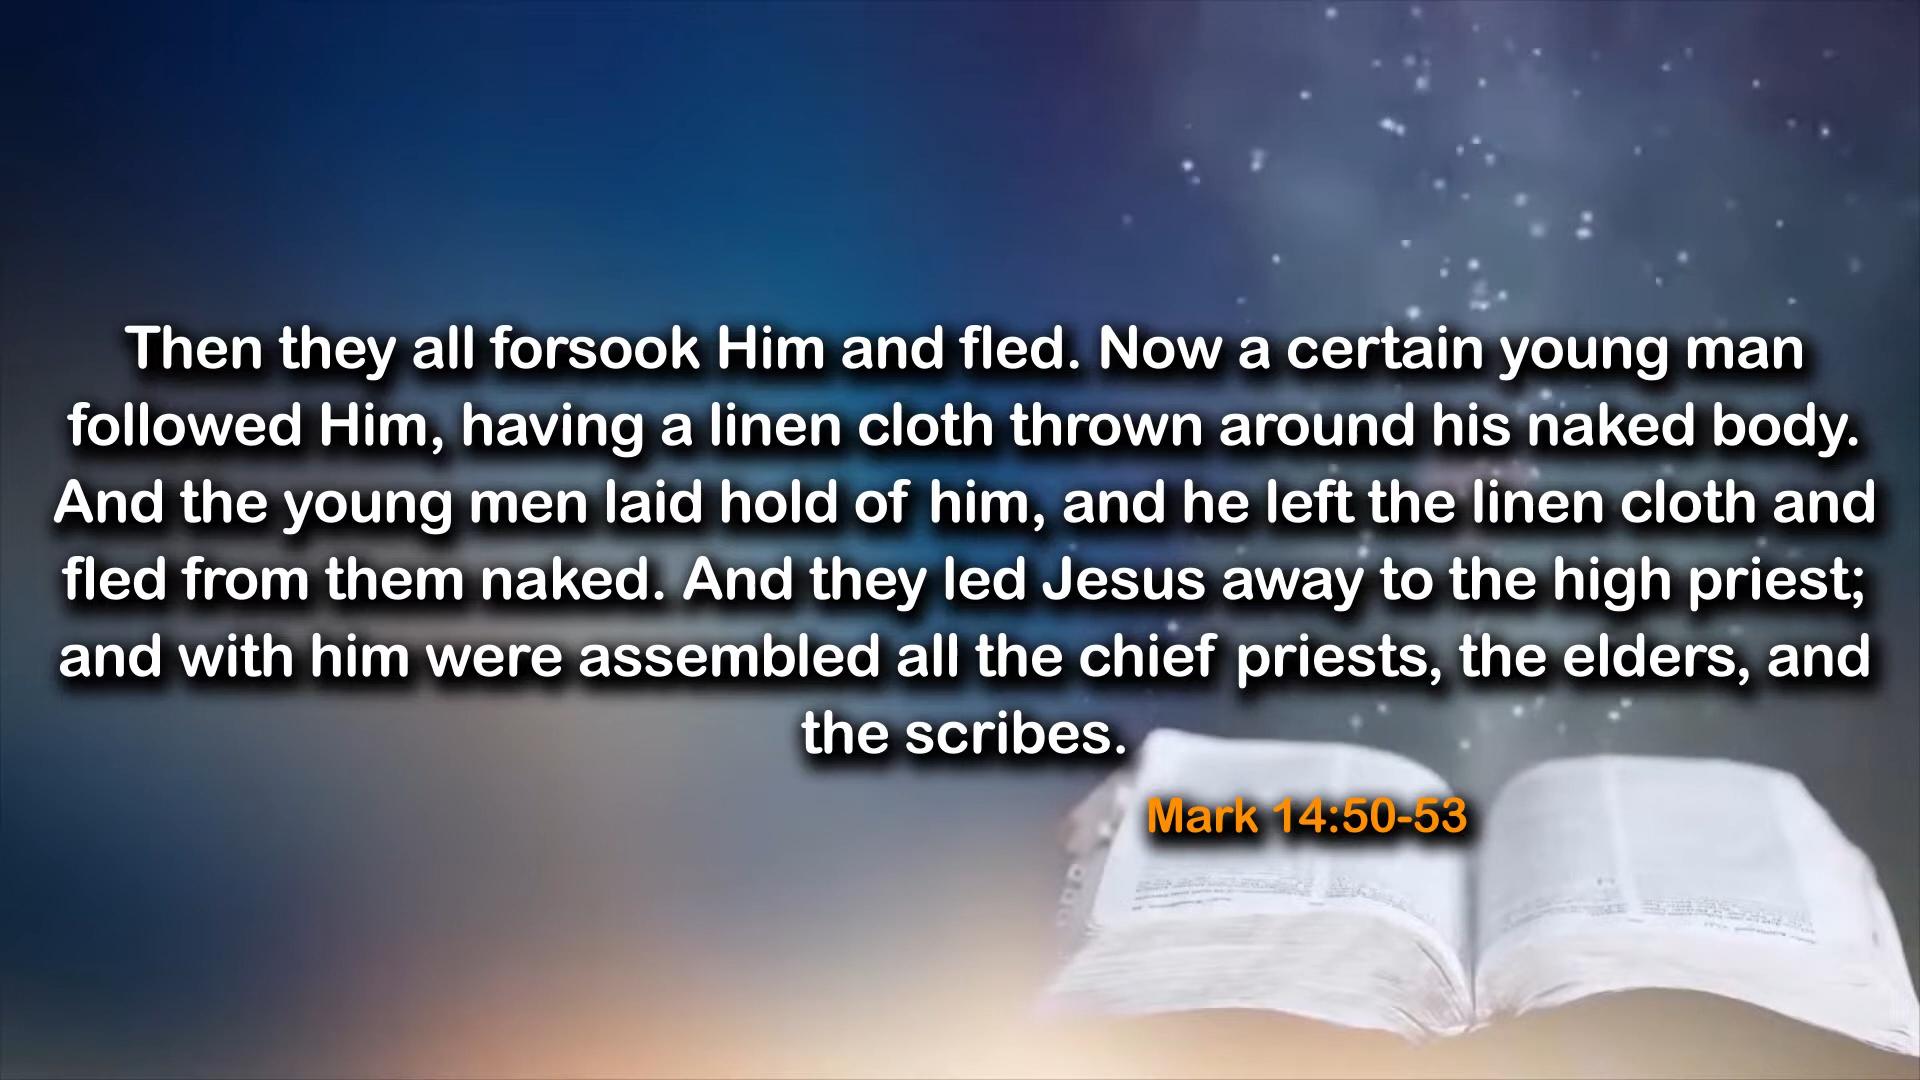 Then they all forsook Him and fled. Now a certain young man
followed Him, having a linen cloth thrown around his naked body.
And the young men laid hold of him, and he left the linen cloth and
fled from them naked. And they led Jesus away to the high priest;
and with him were assembled all the chief priests, the elders, and
the scribes.
Mark 14:50-53